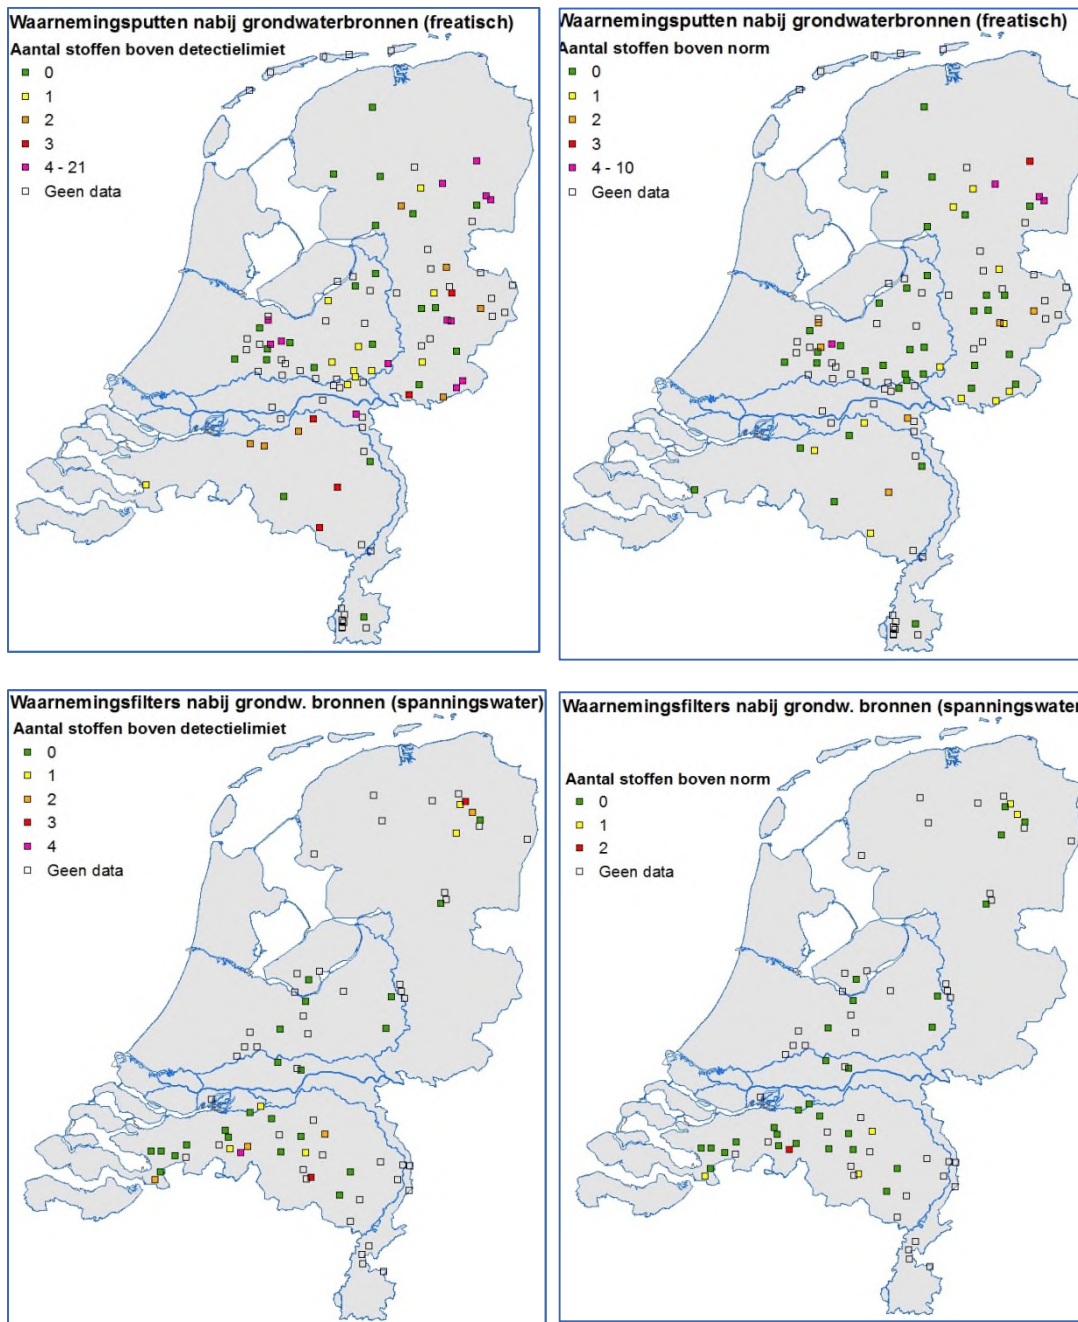 Waarnemingsputten nabij grondwaterbronnen (freatisch)
Aantal stoffen boven detectielimiet
0
1
2
3
4 - 21
Geen data
Waarnemingsputten nabij grondwaterbronnen (freatisch)
Aantal stoffen boven norm
0
1
2
3
4 - 10
Geen data
Waarnemingsfilters nabij grondw. bronnen (spanningswater)
Aantal stoffen boven detectielimiet
0
1
2
3
4
Geen data
Waarnemingsfilters nabij grondw. bronnen (spanningswater
Aantal stoffen boven norm
0
1
2
Geen data